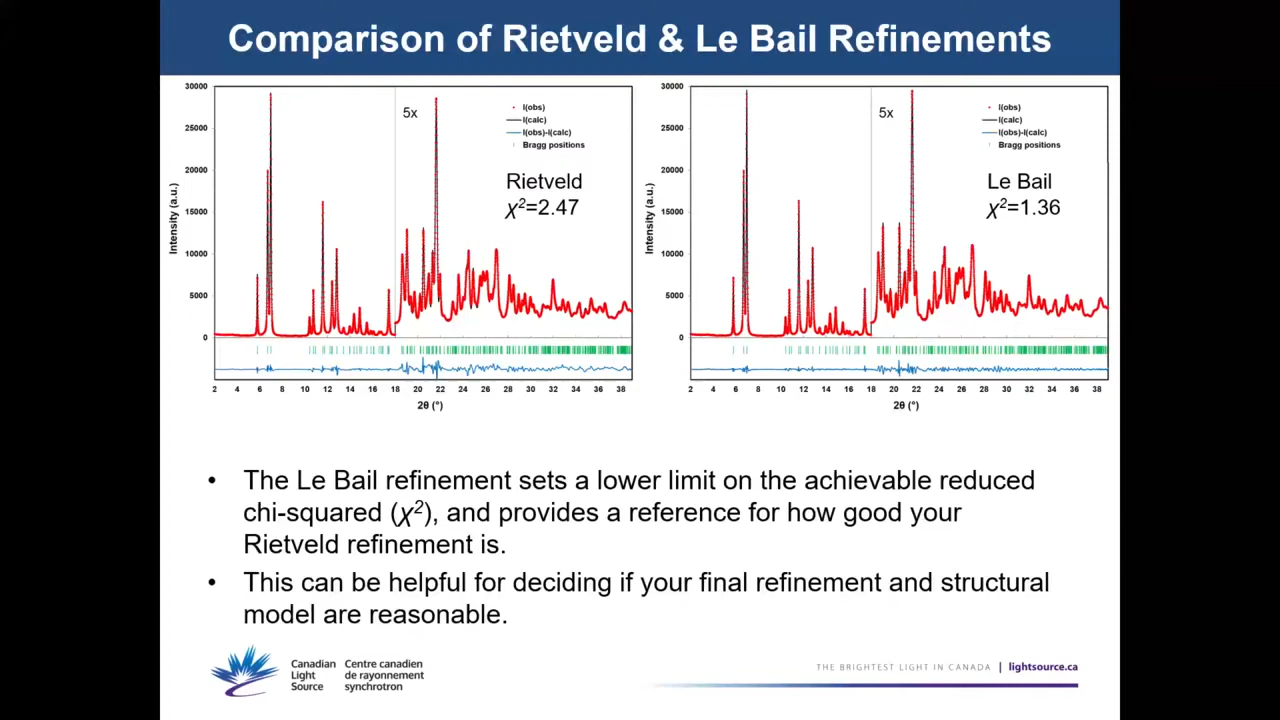 Comparison of Rietveld & Le Bail Refinements
30000
25000
20000
15000
10000
5000
0
Intensity (a.u.)
5x
I(obs)
I(calc)
I(obs)-I(calc)
Bragg positions
Rietveld
χ²=2.47
2 4 6 8 10 12 14 16 18 20 22 24 26 28 30 32 34 36 38
2θ (°)
30000
25000
20000
15000
10000
5000
0
Intensity (a.u.)
5x
I(obs)
I(calc)
I(obs)-I(calc)
Bragg positions
Le Bail
χ²=1.36
2 4 6 8 10 12 14 16 18 20 22 24 26 28 30 32 34 36 38
2θ (°)
• The Le Bail refinement sets a lower limit on the achievable reduced
chi-squared (χ²), and provides a reference for how good your
Rietveld refinement is.
• This can be helpful for deciding if your final refinement and structural
model are reasonable.
Canadian
Light
Source
Centre canadien
de rayonnement
synchrotron
THE BRIGHTEST LIGHT IN CANADA | lightsource.ca